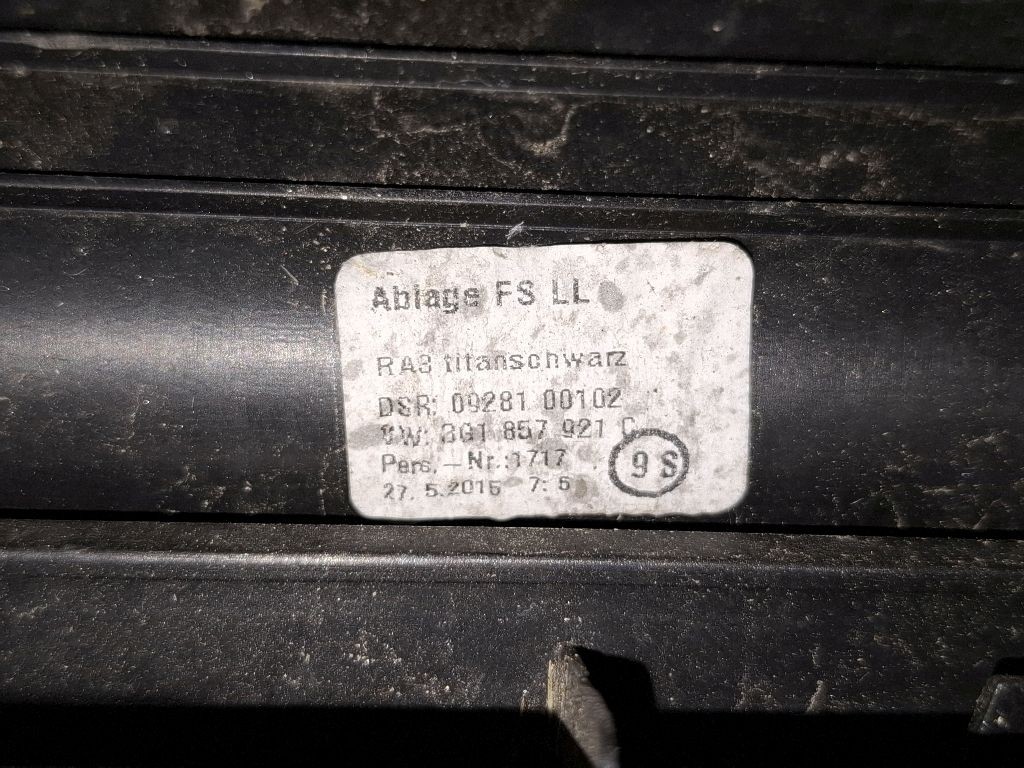 Ablage FS LL
RA3 titanschwarz
DSR: 09281 00102
VW: 3G1 857 921 C
Pers.-Nr.:1717
9 S
27. 5.2015 7: 5